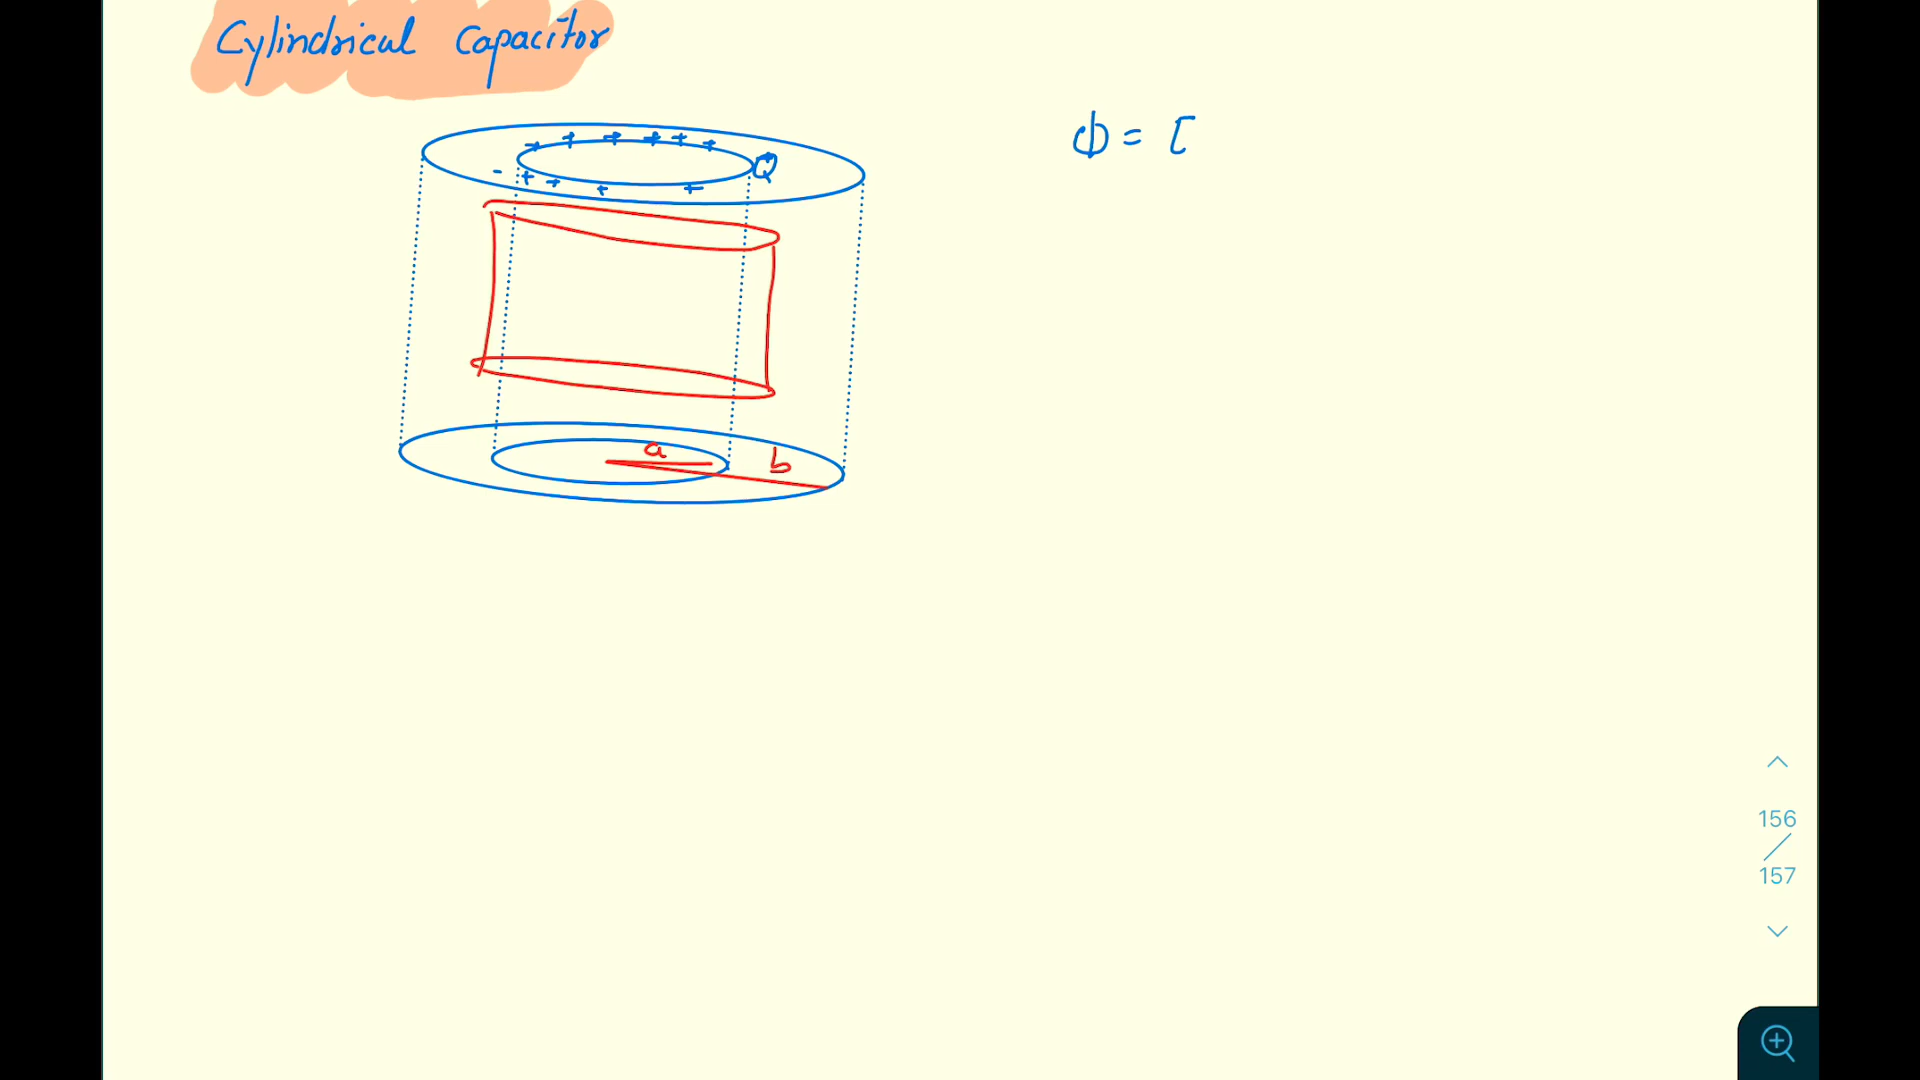 Cylindrical Capacitor
ϕ = [
+ + + + + +
Q
- + + + +
a
b
156
/
157